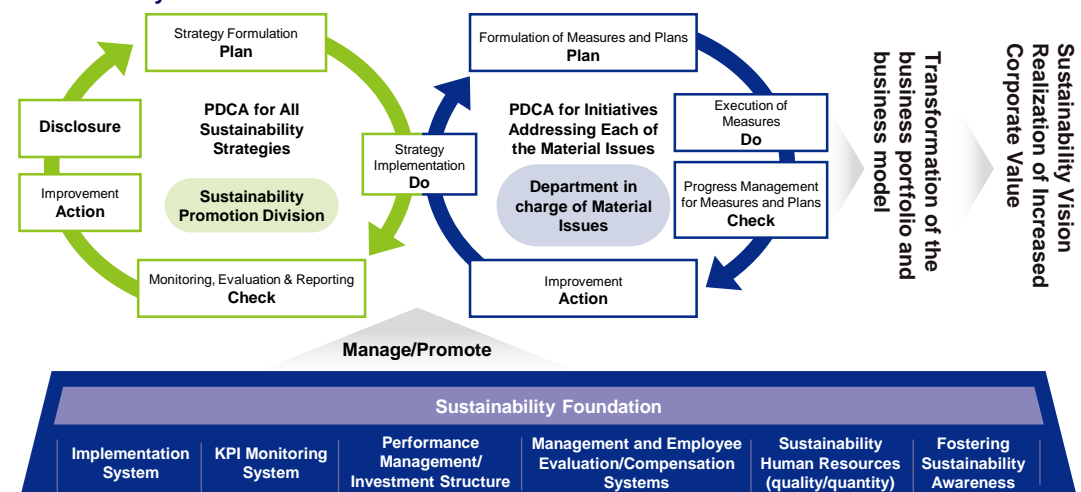 Strategy Formulation
Plan
Disclosure
PDCA for All
Sustainability
Strategies
Improvement
Action
Sustainability
Promotion Division
Strategy
Implementation
Do
Monitoring, Evaluation & Reporting
Check
Formulation of Measures and Plans
Plan
PDCA for Initiatives
Addressing Each of
the Material Issues
Execution of
Measures
Do
Department in
charge of Material
Issues
Progress Management
for Measures and Plans
Check
Improvement
Action
Transformation of the
business portfolio and
business model
Sustainability Vision
Realization of Increased
Corporate Value
Manage/Promote
Sustainability Foundation
Implementation
System
KPI Monitoring
System
Performance
Management/
Investment Structure
Management and Employee
Evaluation/Compensation
Systems
Sustainability
Human Resources
(quality/quantity)
Fostering
Sustainability
Awareness